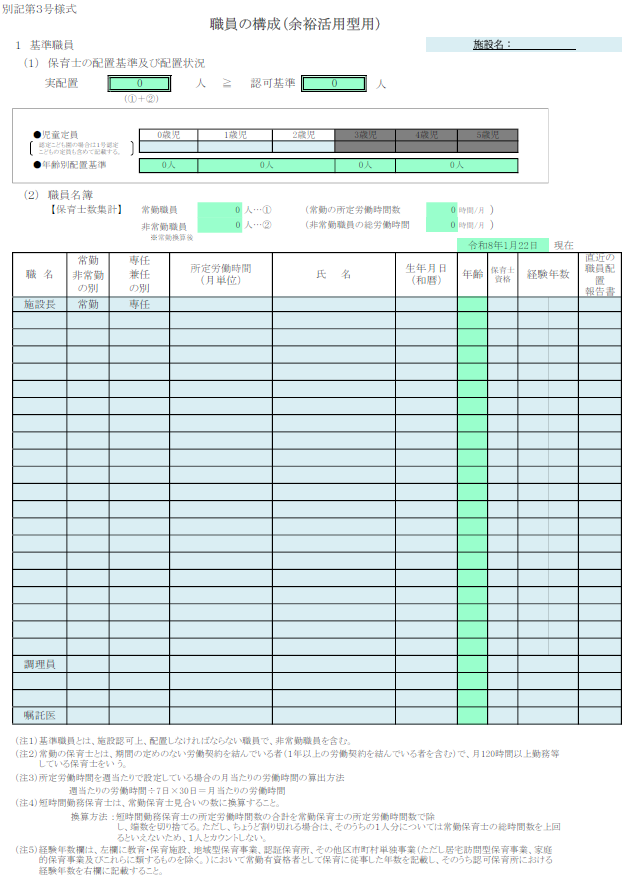 別記第3号様式
職員の構成(余裕活用型用)
1 基準職員
施設名:
(1) 保育士の配置基準及び配置状況
実配置 0 人 ≧ 認可基準 0 人
(①+②)
●児童定員 0歳児 1歳児 2歳児 3歳児 4歳児 5歳児
認定こども園の場合は1号認定
こどもの定員も含めて記載する。
●年齢別配置基準 0人 0人 0人 0人
(2) 職員名簿
【保育士数集計】 常勤職員 0 人…① (常勤の所定労働時間数 0 時間/月 )
非常勤職員 0 人…② (非常勤職員の総労働時間 0 時間/月 )
※常勤換算後
令和8年1月22日 現在
職 名 常勤 非常勤 の別 専任 兼任 の別 所定労働時間 (月単位) 氏 名 生年月日 (和暦) 年齢 保育士 資格 経験年数 直近の 職員配 置 報告書
施設長 常勤 専任
調理員
嘱託医
(注1)基準職員とは、施設認可上、配置しなければならない職員で、非常勤職員を含む。
(注2)常勤の保育士とは、期間の定めのない労働契約を結んでいる者(1年以上の労働契約を結んでいる者を含む)で、月120時間以上勤務等
している保育士をいう。
(注3)所定労働時間を週当たりで設定している場合の月当たりの労働時間の算出方法
週当たりの労働時間÷7日×30日=月当たりの労働時間
(注4)短時間勤務保育士は、常勤保育士見合いの数に換算すること。
換算方法:短時間勤務保育士の所定労働時間数の合計を常勤保育士の所定労働時間数で除
し、端数を切り捨てる。ただし、ちょうど割り切れる場合は、そのうちの1人分については常勤保育士の総時間数を上回
るといえないため、1人とカウントしない。
(注5)経験年数欄は、左欄に教育・保育施設、地域型保育事業、認証保育所、その他区市町村単独事業(ただし居宅訪問型保育事業、家庭
的保育事業及びこれらに類するものを除く。)において常勤有資格者として保育に従事した年数を記載し、そのうち認可保育所における
経験年数を右欄に記載すること。